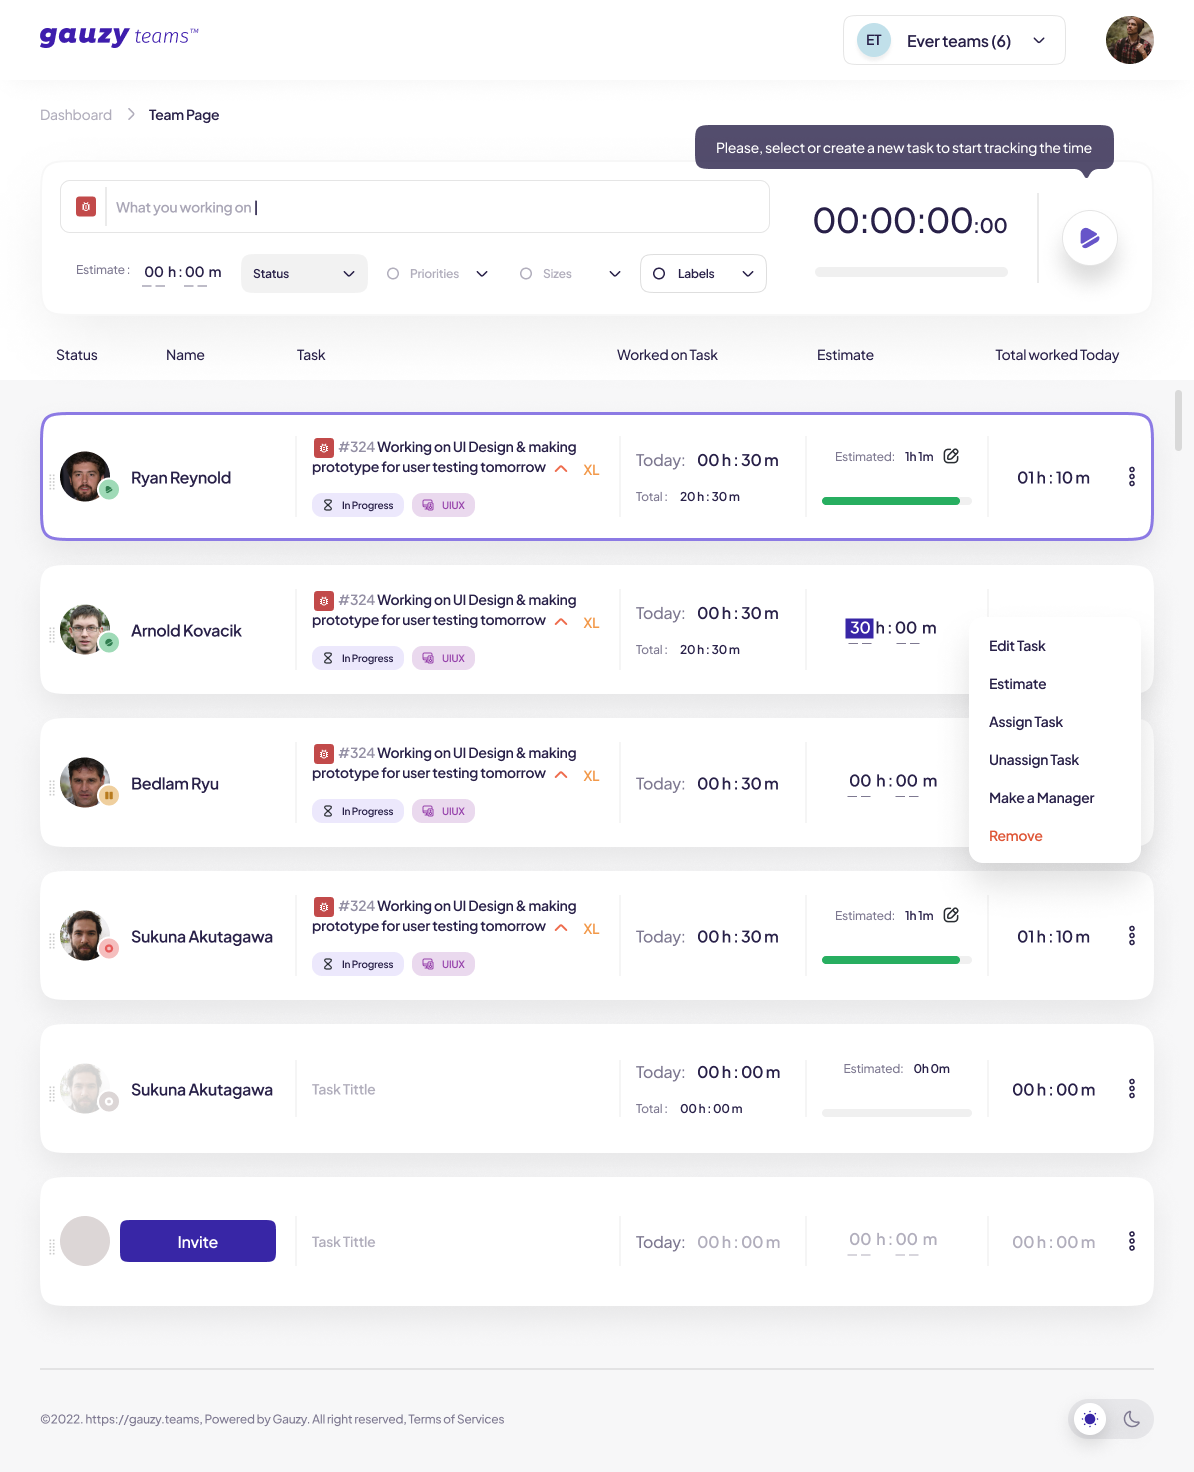 gauzy teams™
ET Ever teams (6)
Dashboard > Team Page
Please, select or create a new task to start tracking the time
What you working on
00:00:00:00
Estimate : 00 h : 00 m Status Priorities Sizes Labels
Status Name Task Worked on Task Estimate Total worked Today
Ryan Reynold
#324 Working on UI Design & making
prototype for user testing tomorrow XL
In Progress UIUX
Today: 00 h : 30 m
Total : 20 h : 30 m
Estimated: 1h 1m
01 h : 10 m
Arnold Kovacik
#324 Working on UI Design & making
prototype for user testing tomorrow XL
In Progress UIUX
Today: 00 h : 30 m
Total : 20 h : 30 m
30 h : 00 m
Edit Task
Estimate
Assign Task
Unassign Task
Make a Manager
Remove
Bedlam Ryu
#324 Working on UI Design & making
prototype for user testing tomorrow XL
In Progress UIUX
Today: 00 h : 30 m
00 h : 00 m
Sukuna Akutagawa
#324 Working on UI Design & making
prototype for user testing tomorrow XL
In Progress UIUX
Today: 00 h : 30 m
Estimated: 1h 1m
01 h : 10 m
Sukuna Akutagawa
Task Tittle
Today: 00 h : 00 m
Total : 00 h : 00 m
Estimated: 0h 0m
00 h : 00 m
Invite
Task Tittle
Today: 00 h : 00 m
00 h : 00 m
00 h : 00 m
©2022. https://gauzy.teams, Powered by Gauzy. All right reserved, Terms of Services